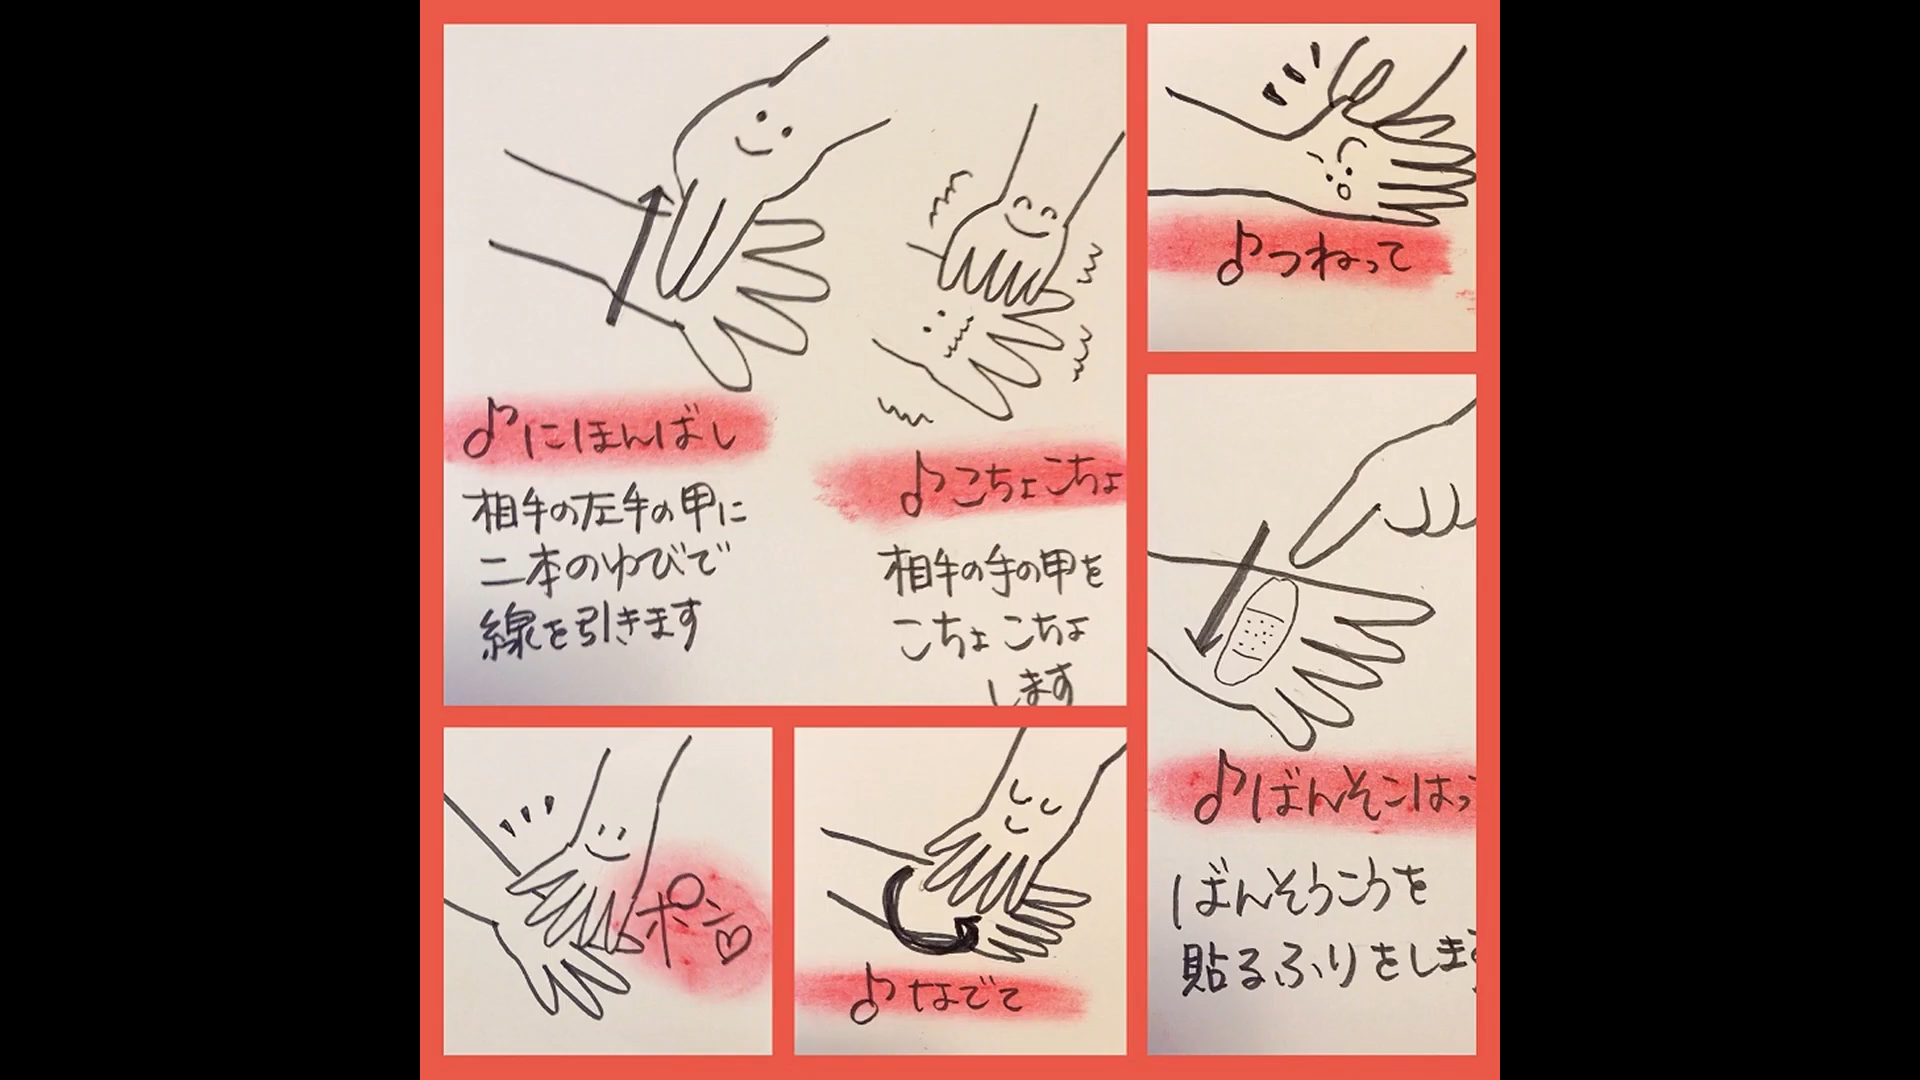 ♪にほんばし
相手の左手の甲に
二本のゆびで
線を引きます
♪こちょこちょ
相手の手の甲を
こちょこちょ
します
♪つねって
♪ばんそこはっ
ばんそうこうを
貼るふりをします
ポン♡
♪なでて